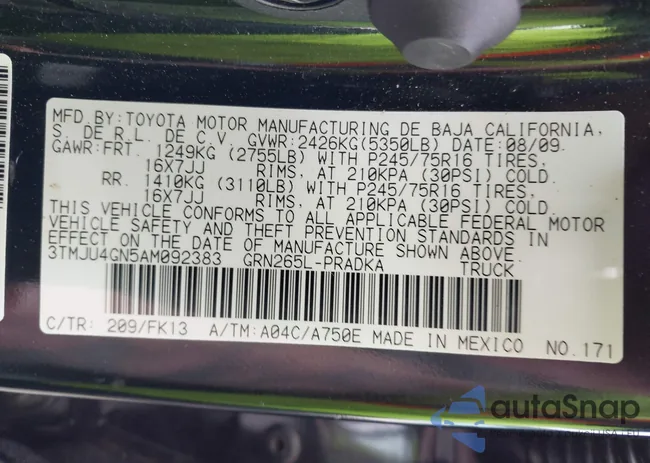 MFD.BY:TOYOTA MOTOR MANUFACTURING DE BAJA CALIFORNIA,
S. DE R.L. DE C.V. GVWR:2426KG(5350LB) DATE:08/09
GAWR:FRT. 1249KG (2755LB) WITH P245/75R16 TIRES,
16X7JJ RIMS, AT 210KPA (30PSI) COLD
RR. 1410KG (3110LB) WITH P245/75R16 TIRES,
16X7JJ RIMS, AT 210KPA (30PSI) COLD
THIS VEHICLE CONFORMS TO ALL APPLICABLE FEDERAL MOTOR
VEHICLE SAFETY AND THEFT PREVENTION STANDARDS IN
EFFECT ON THE DATE OF MANUFACTURE SHOWN ABOVE.
3TMJU4GN5AM092383 GRN265L-PRADKA TRUCK
C/TR: 209/FK13 A/TM:A04C/A750E MADE IN MEXICO NO.171
autoSnap